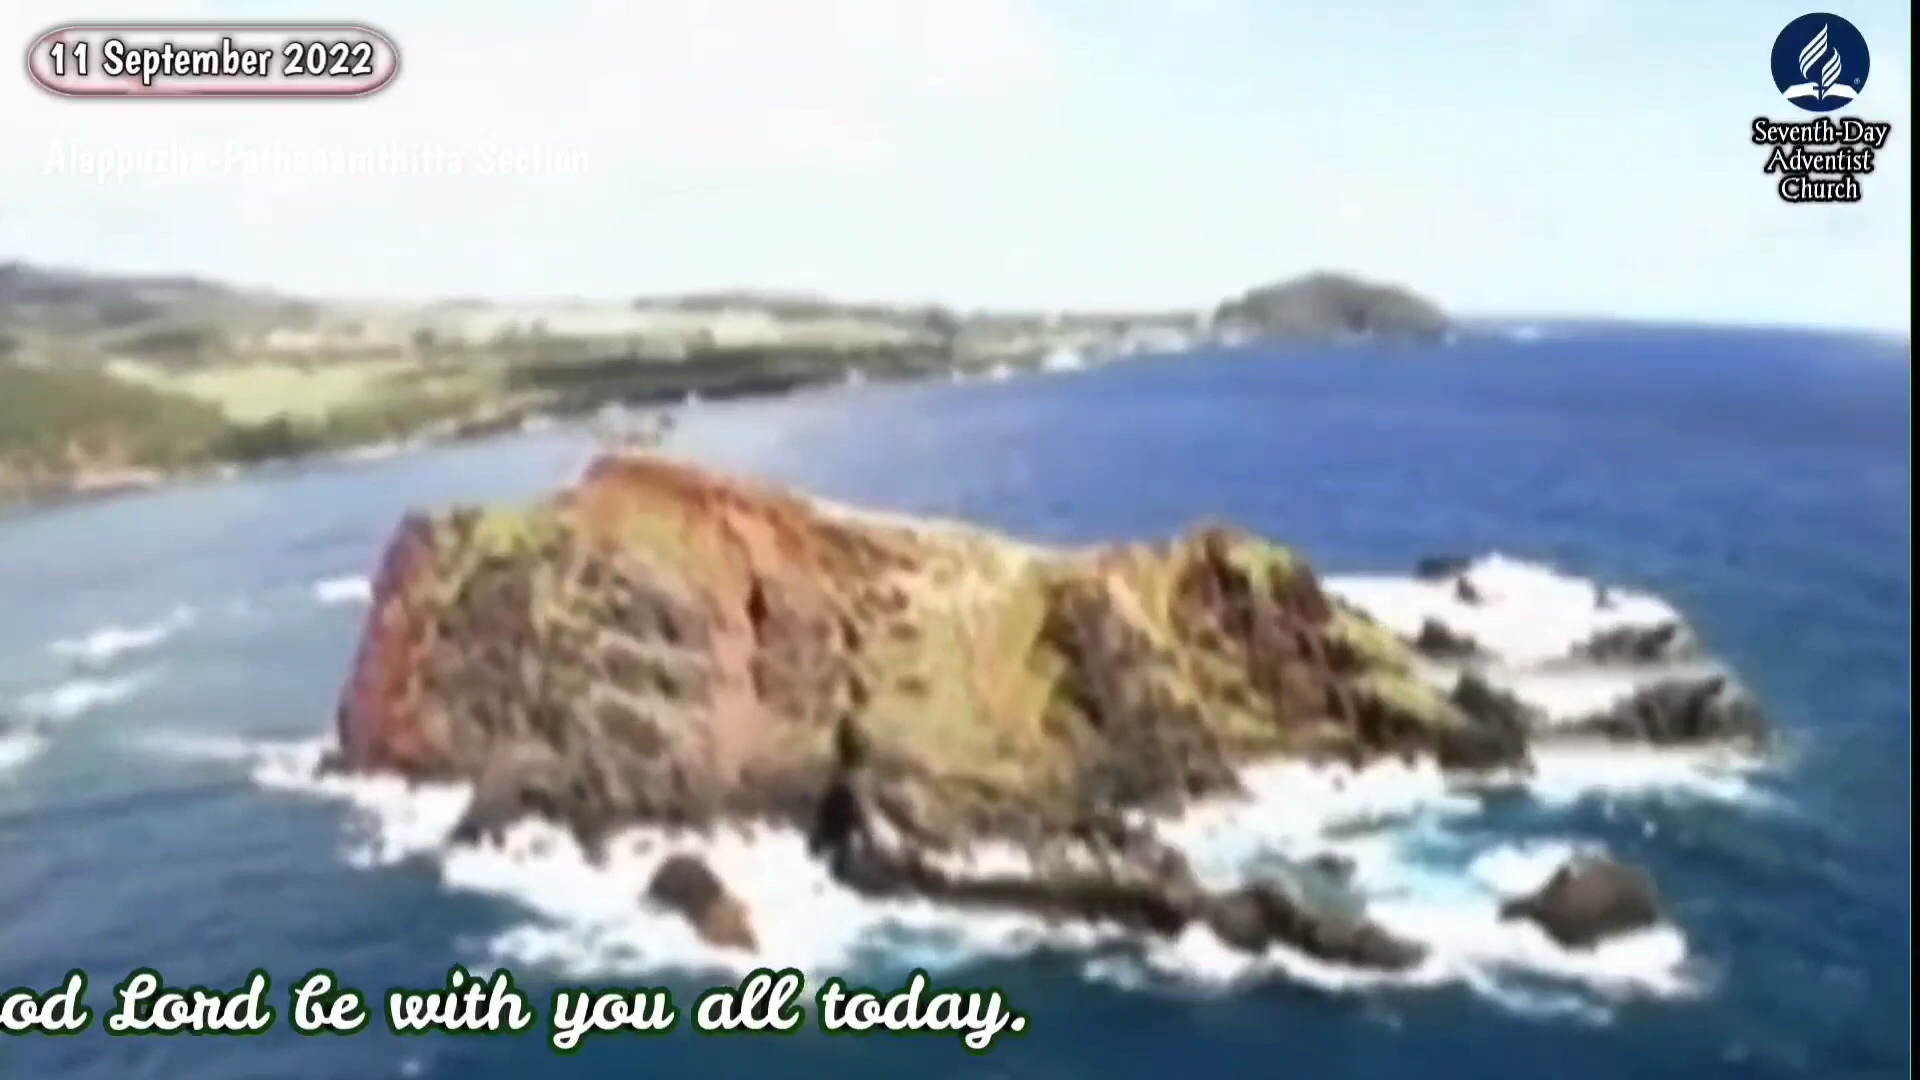 11 September 2022
Alappuzha-Pathanamthitta Section
Seventh-Day
Adventist
Church
od Lord be with you all today.